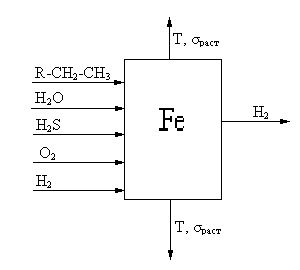 T, σраст
R-CH₂-CH₃
H₂O
H₂S
O₂
H₂
Fe
H₂
T, σраст